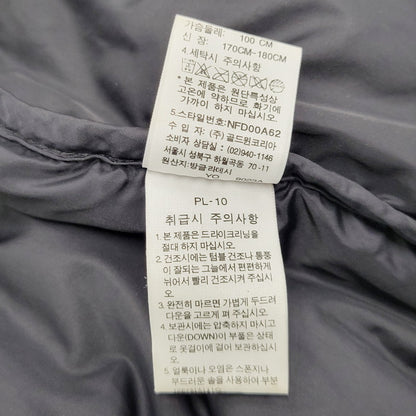 가슴둘레: 100 CM
신 장: 170CM-180CM
4.세탁시 주의사항
* 본 제품은 원단특성상
고온에 약하므로 화기에
가까이 하지 마십시오.
5.스타일번호:NFD00A62
수 입 자: (주)골드윈코리아
소비자 상담실: (02)940-1146
서울시 성북구 하월곡동 70-11
원산지:방글라데시
YO
PL-10
취급시 주의사항
1.본 제품은 드라이크리닝을
절대 하지 마십시오.
2.건조시에는 텀블 건조나 통풍
이 잘되는 그늘에서 편편하게
뉘어서 빨리 건조시켜 주십시
오.
3.완전히 마르면 가볍게 두드려
다운을 고르게 펴 주십시오.
4.보관시에는 압축하지 마시고
다운(DOWN)이 부풀은 상태
로 옷걸이에 걸어 보관하십시
오.
5.얼룩이나 오염은 스폰지나
부드러운 솔을 사용하여 부분